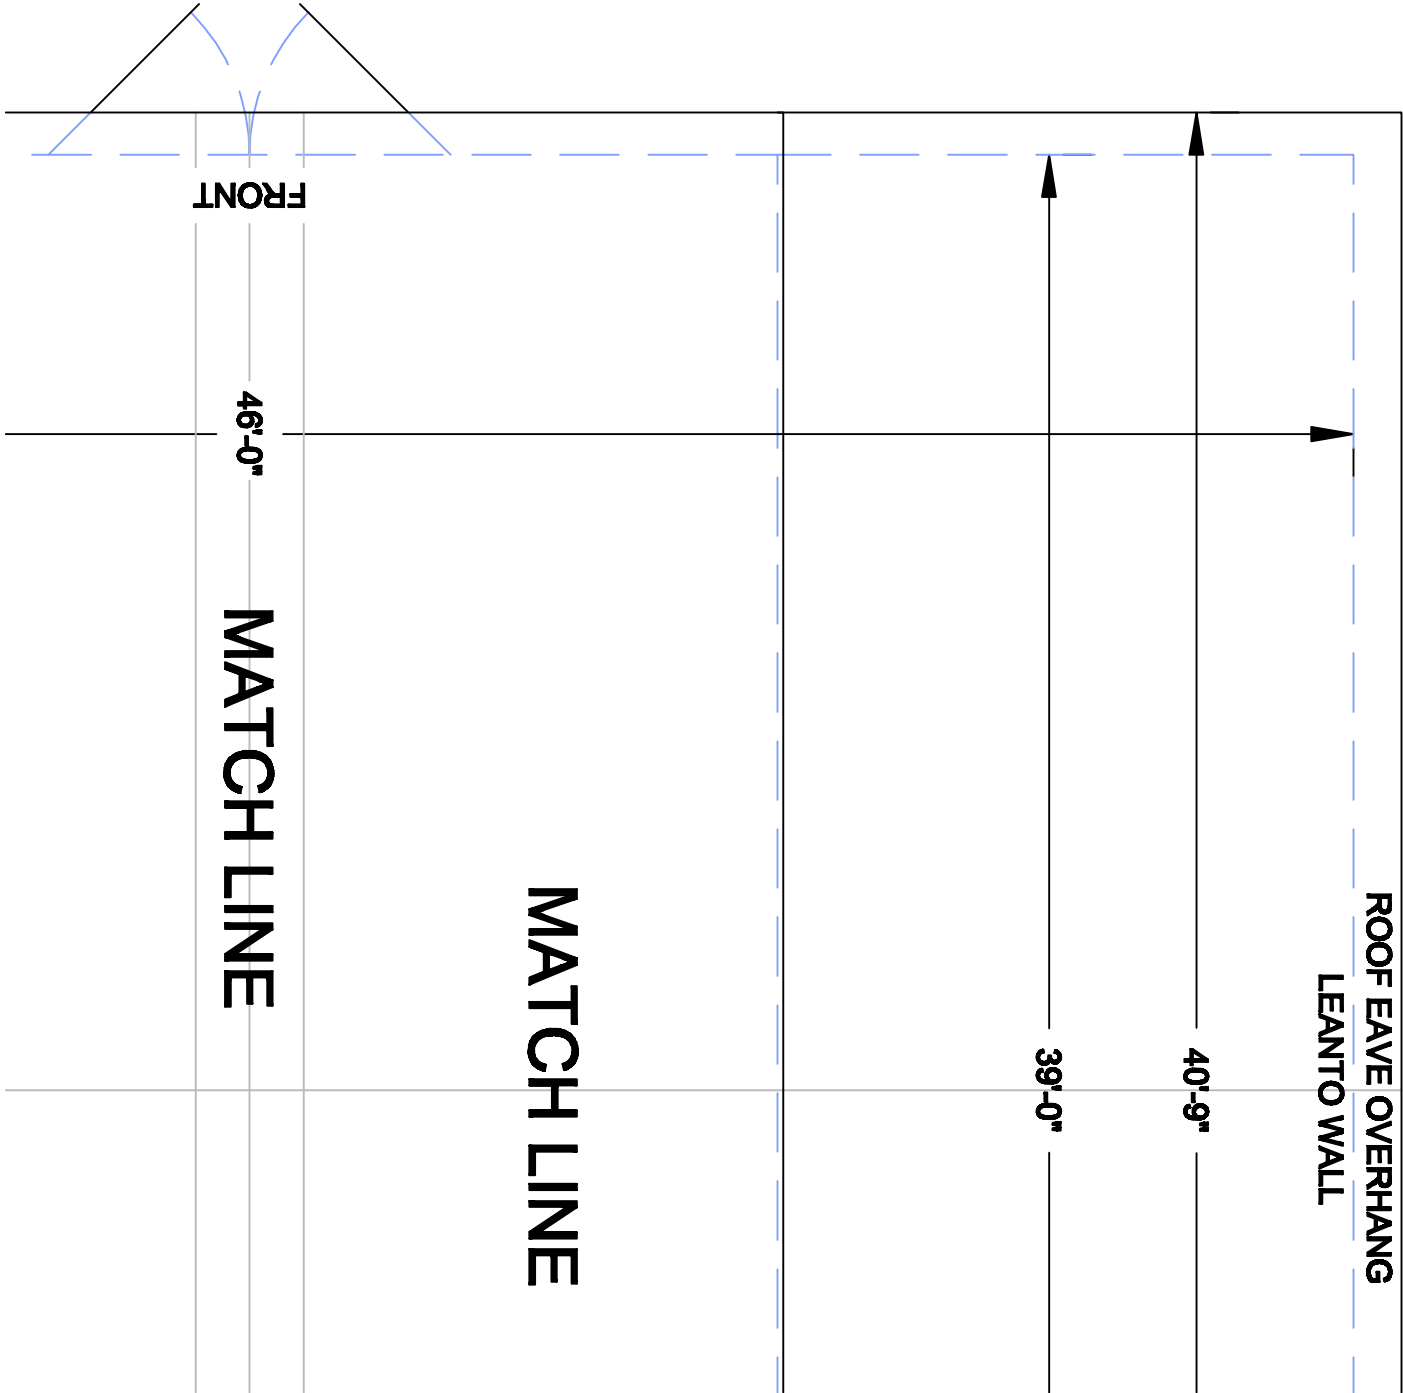 FRONT
46'-0"
MATCH LINE
MATCH LINE
39'-0"
40'-9"
ROOF EAVE OVERHANG
LEANTO WALL